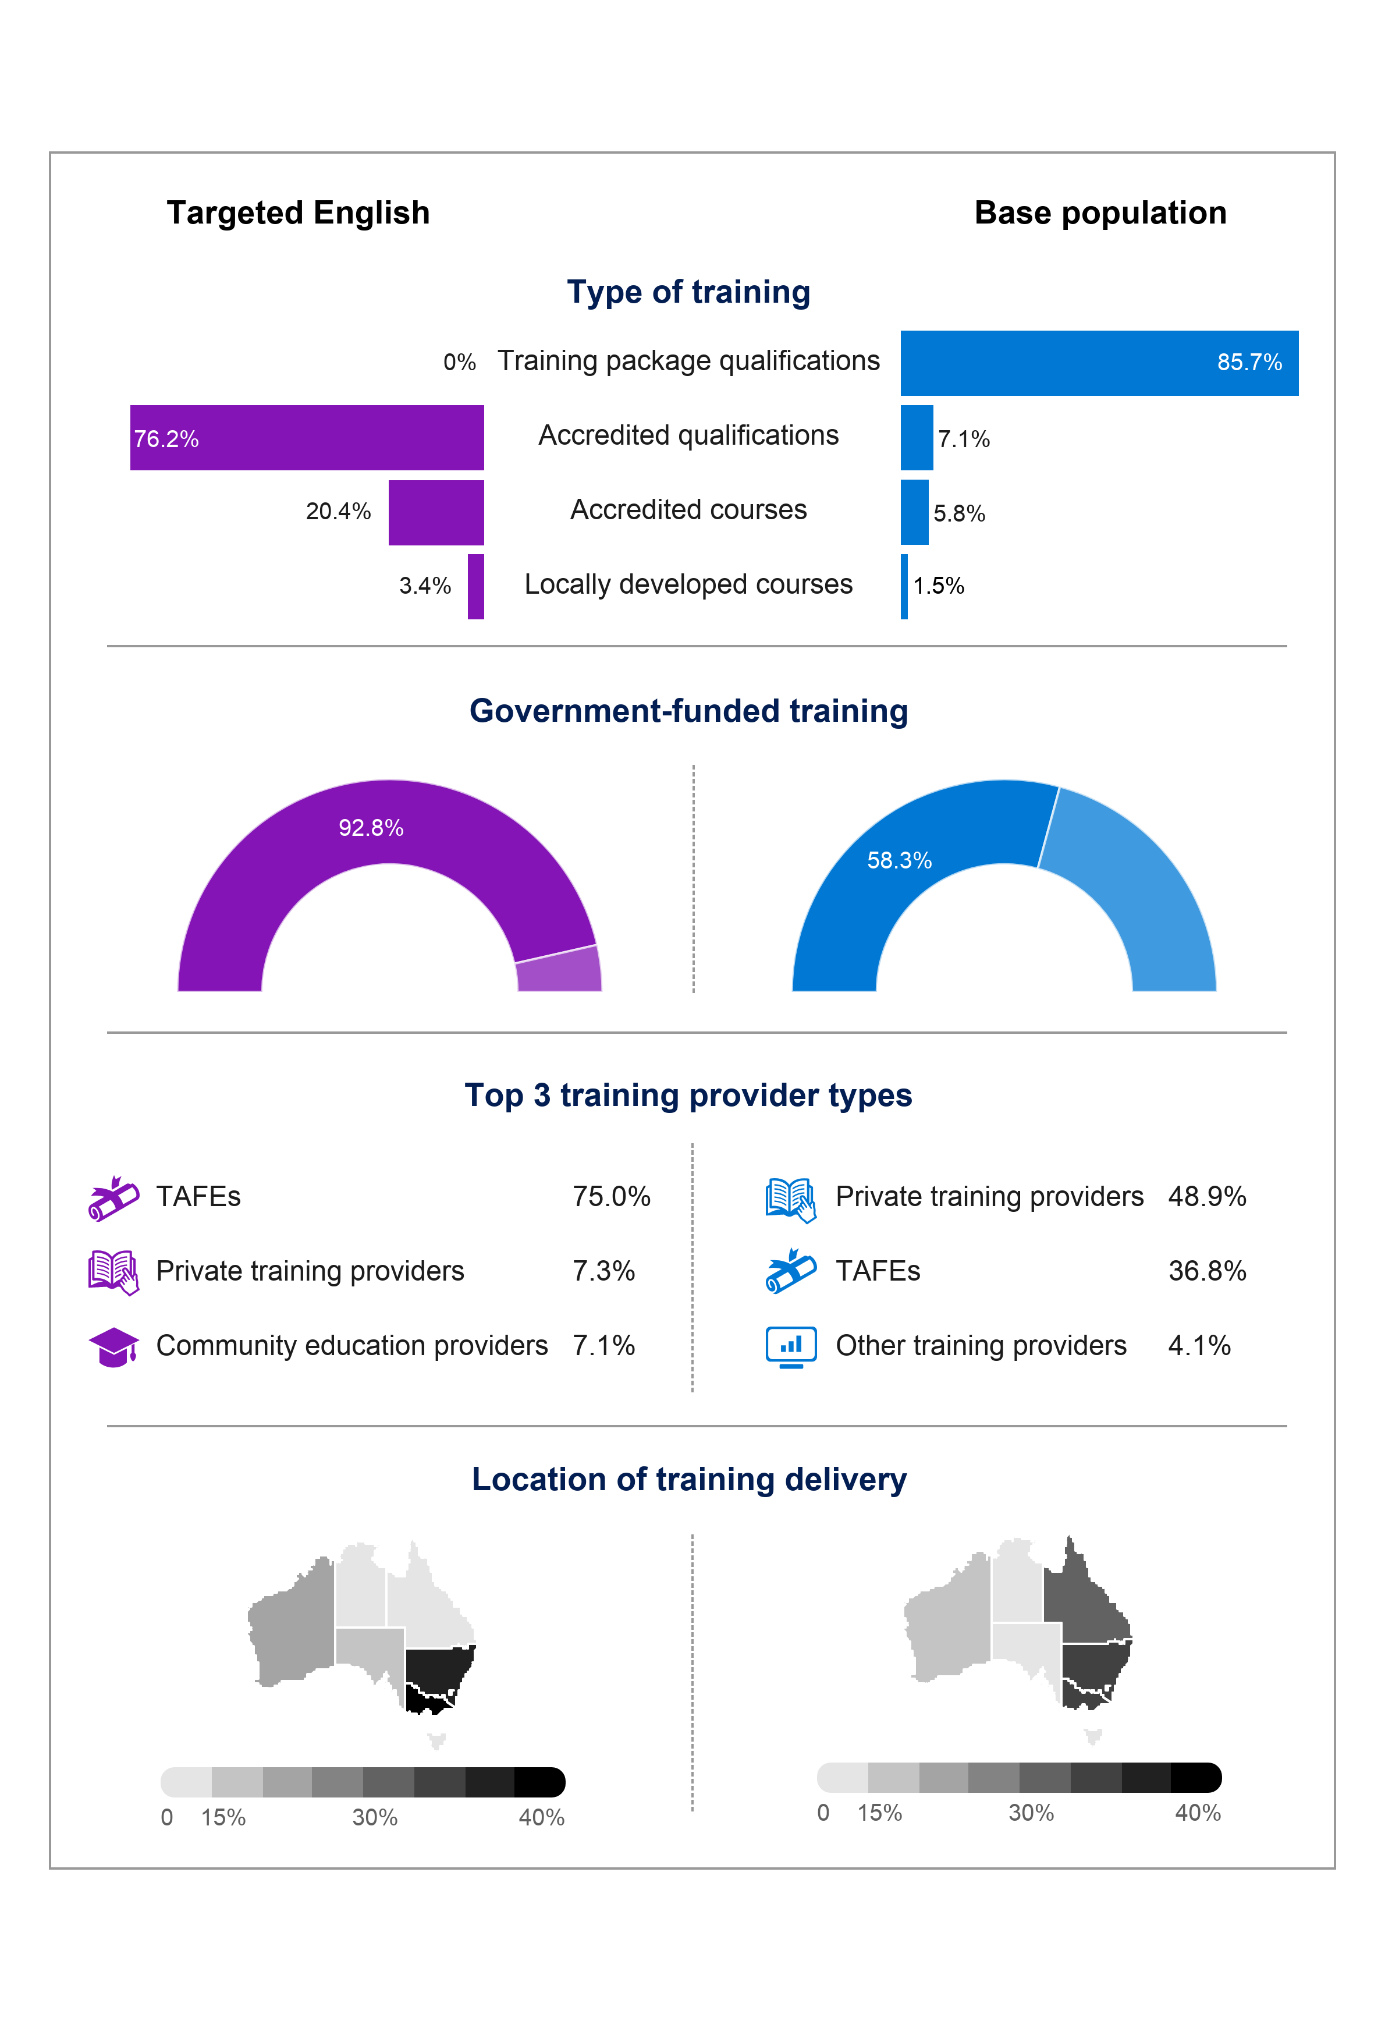 Targeted English
Base population
Type of training
0% Training package qualifications 85.7%
76.2% Accredited qualifications 7.1%
20.4% Accredited courses 5.8%
3.4% Locally developed courses 1.5%
Government-funded training
92.8%
58.3%
Top 3 training provider types
TAFEs 75.0%
Private training providers 7.3%
Community education providers 7.1%
Private training providers 48.9%
TAFEs 36.8%
Other training providers 4.1%
Location of training delivery
0 15% 30% 40%
0 15% 30% 40%